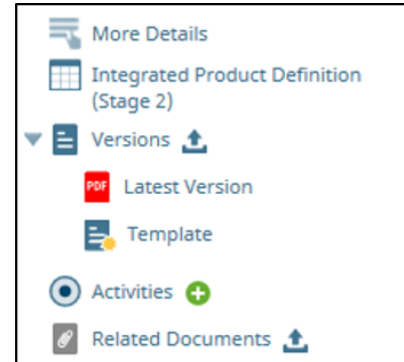 More Details
Integrated Product Definition
(Stage 2)
Versions
PDF Latest Version
Template
Activities
Related Documents